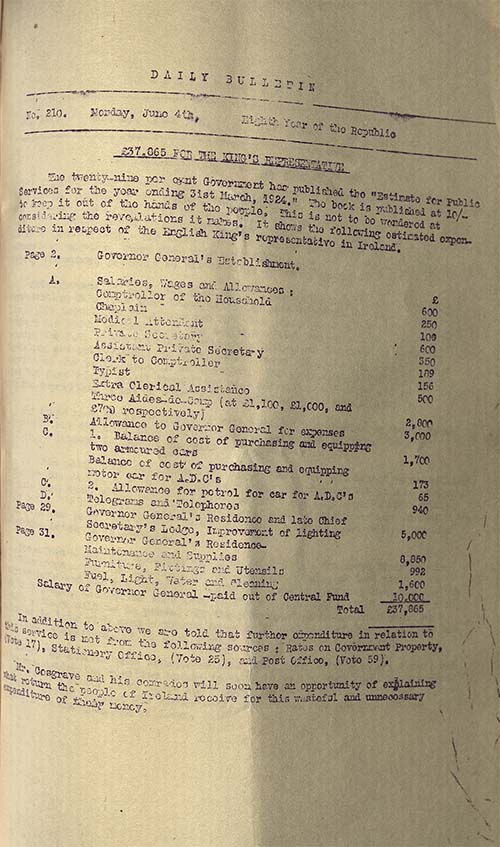 DAILY BULLETIN
No. 210. Monday, June 4th, Eighth Year of the Republic
£37.865 FOR THE KING'S REPRESENTATIVE
The twenty-nine per cent Government has published the "Estimate for Public
Services for the year ending 31st March, 1924." The book is published at 10/-
to keep it out of the hands of the people. This is not to be wondered at
considering the revelations it makes. It shows the following estimated expen-
diture in respect of the English King's representative in Ireland.
Page 2. Governor General's Establishment.
A. Salaries, Wages and Allowances : £
Comptroller of the Household 600
Chaplain 250
Medical Attendant 100
Private Secretary 600
Assistant Private Secretary 350
Clerk to Comptroller 189
Typist 156
Extra Clerical Assistance 500
Three Aides-de-Camp (at £1,100, £1,000, and
£700 respectively) 2,800
B. Allowance to Governor General for expenses 3,000
C. 1. Balance of cost of purchasing and equipping
two armoured cars 1,700
Balance of cost of purchasing and equipping
motor car for A.D.C's 173
C. 2. Allowance for petrol for car for A.D.C's 65
D. Telegrams and Telephones 940
Page 29. Governor General's Residence and late Chief
Secretary's Lodge, Improvement of lighting 5,000
Page 31. Governor General's Residence-
Maintenance and Supplies 8,850
Furniture, Fittings and Utensils 992
Fuel, Light, Water and Cleaning 1,600
Salary of Governor General -paid out of Central Fund 10,000
Total £37,865
In addition to above we are told that further expenditure in relation to
this service is met from the following sources : Rates on Government Property,
(Vote 17), Stationery Office, (Vote 25), and Post Office, (Vote 59).
Mr. Cosgrave and his comrades will soon have an opportunity of explaining
what return the people of Ireland receive for this wasteful and unnecessary
expenditure of their money.